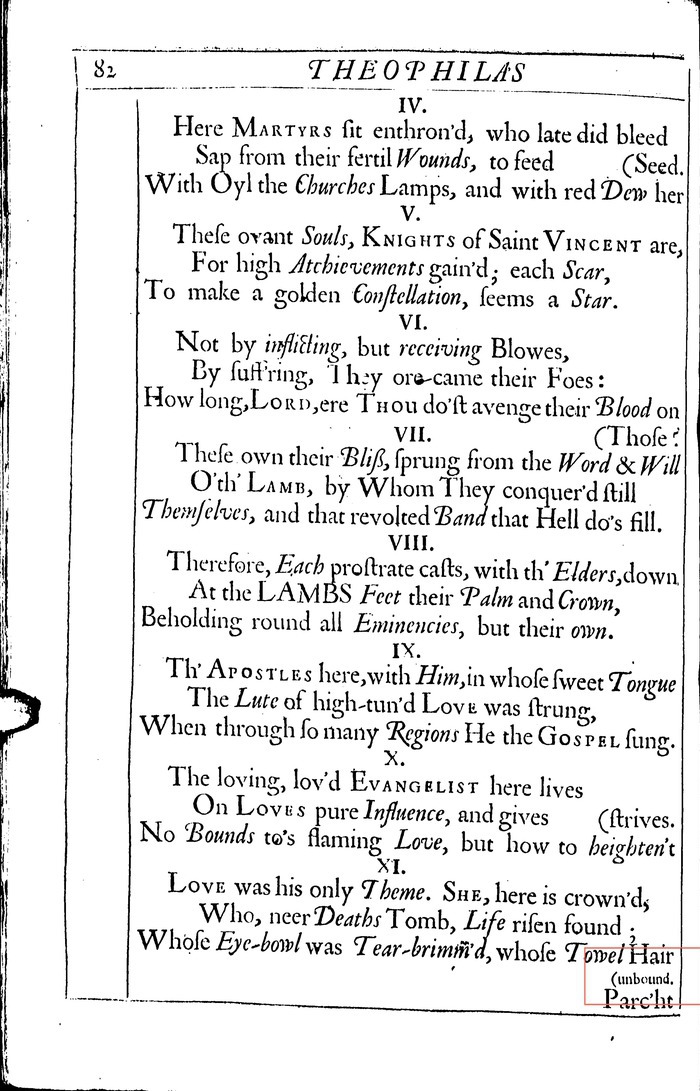 82
THEOPHILAS
IV.
Here MARTYRS ſit enthron'd, who late did bleed
Sap from their fertil Wounds, to feed (Seed.
With Oyl the Churches Lamps, and with red Dew her
V.
Theſe ovant Souls, KNIGHTS of Saint VINCENT are,
For high Atchievements gain'd; each Scar,
To make a golden Conſtellation, ſeems a Star.
VI.
Not by inflicting, but receiving Blowes,
By ſuff'ring, They ore-came their Foes:
How long, LORD, ere THOU do'ſt avenge their Blood on
VII. (Thoſe?
Theſe own their Bliß, ſprung from the Word & Will
O'th' LAMB, by Whom They conquer'd ſtill
Themſelves, and that revolted Band that Hell do's fill.
VIII.
Therefore, Each proſtrate caſts, with th' Elders, down
At the LAMBS Feet their Palm and Crown,
Beholding round all Eminencies, but their own.
IX.
Th' APOSTLES here, with Him, in whoſe ſweet Tongue
The Lute of high-tun'd LOVE was ſtrung,
When through ſo many Regions He the GOSPEL ſung.
X.
The loving, lov'd EVANGELIST here lives
On LOVES pure Influence, and gives (ſtrives.
No Bounds to's flaming Love, but how to heighten't
XI.
LOVE was his only Theme. SHE, here is crown'd,
Who, neer Deaths Tomb, Life riſen found;
Whoſe Eye-bowl was Tear-brimm'd, whoſe Towel Hair
(unbound.
Parc'ht